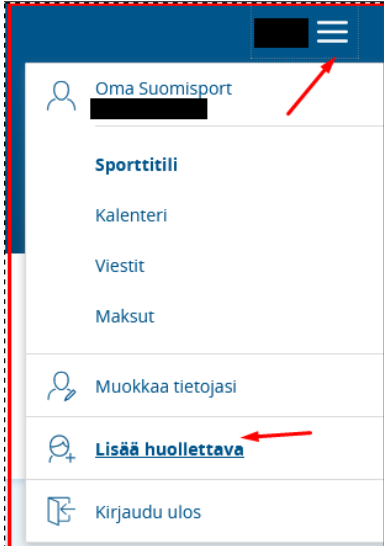 Oma Suomisport
Sporttitili
Kalenteri
Viestit
Maksut
Muokkaa tietojasi
Lisää huollettava
Kirjaudu ulos